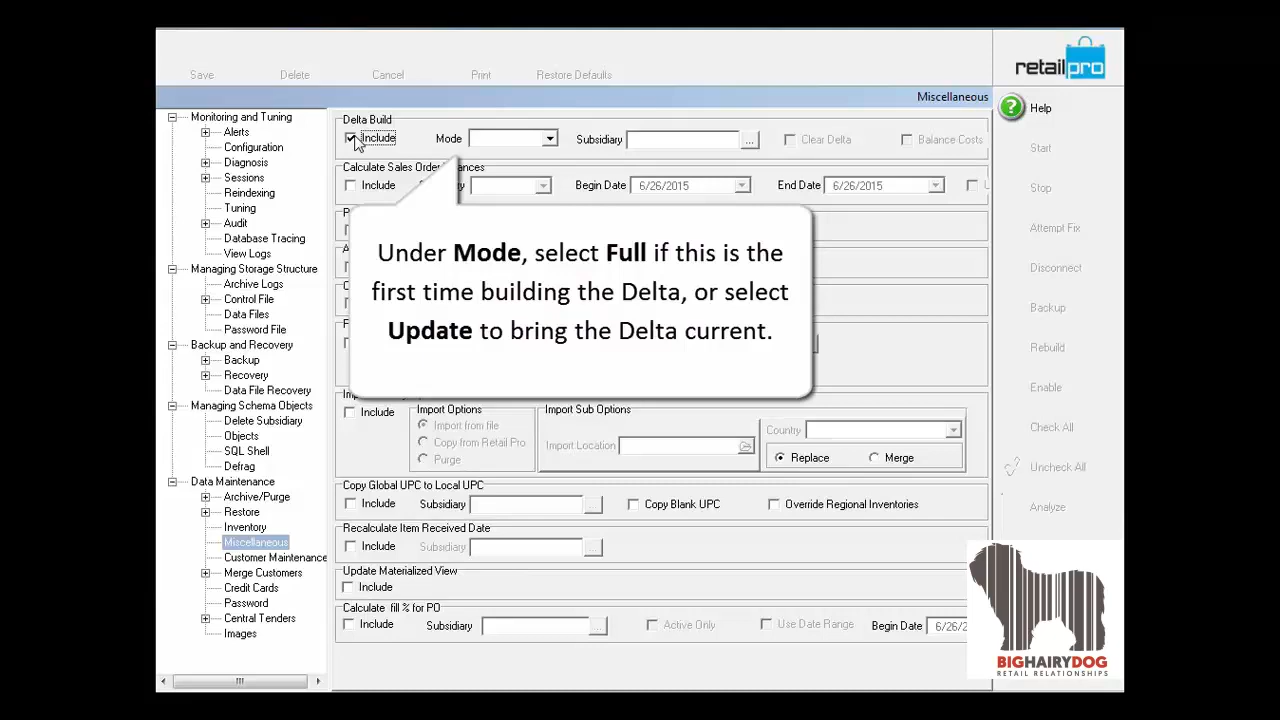 retailpro
Save Delete Cancel Print Restore Defaults
Miscellaneous
Monitoring and Tuning
Alerts
Configuration
Diagnosis
Sessions
Reindexing
Tuning
Audit
Database Tracing
View Logs
Managing Storage Structure
Archive Logs
Control File
Data Files
Password File
Backup and Recovery
Backup
Recovery
Data File Recovery
Managing Schema Objects
Delete Subsidiary
Objects
SQL Shell
Defrag
Data Maintenance
Archive/Purge
Restore
Inventory
Miscellaneous
Customer Maintenance
Merge Customers
Credit Cards
Password
Central Tenders
Images
Delta Build
Include Mode Subsidiary ... Clear Delta Balance Costs
Calculate Sales Order
Include Begin Date 6/26/2015 End Date 6/26/2015
Under Mode, select Full if this is the
first time building the Delta, or select
Update to bring the Delta current.
Include
Import Options
Import from file
Copy from Retail Pro
Purge
Import Sub Options
Import Location
Country
Replace Merge
Copy Global UPC to Local UPC
Include Subsidiary ... Copy Blank UPC Override Regional Inventories
Recalculate Item Received Date
Include Subsidiary ...
Update Materialized View
Include
Calculate fill % for PO
Include Subsidiary ... Active Only Use Date Range Begin Date 6/26/2
Help
Start
Stop
Attempt Fix
Disconnect
Backup
Rebuild
Enable
Check All
Uncheck All
Analyze
BIGHAIRYDOG
RETAIL RELATIONSHIPS